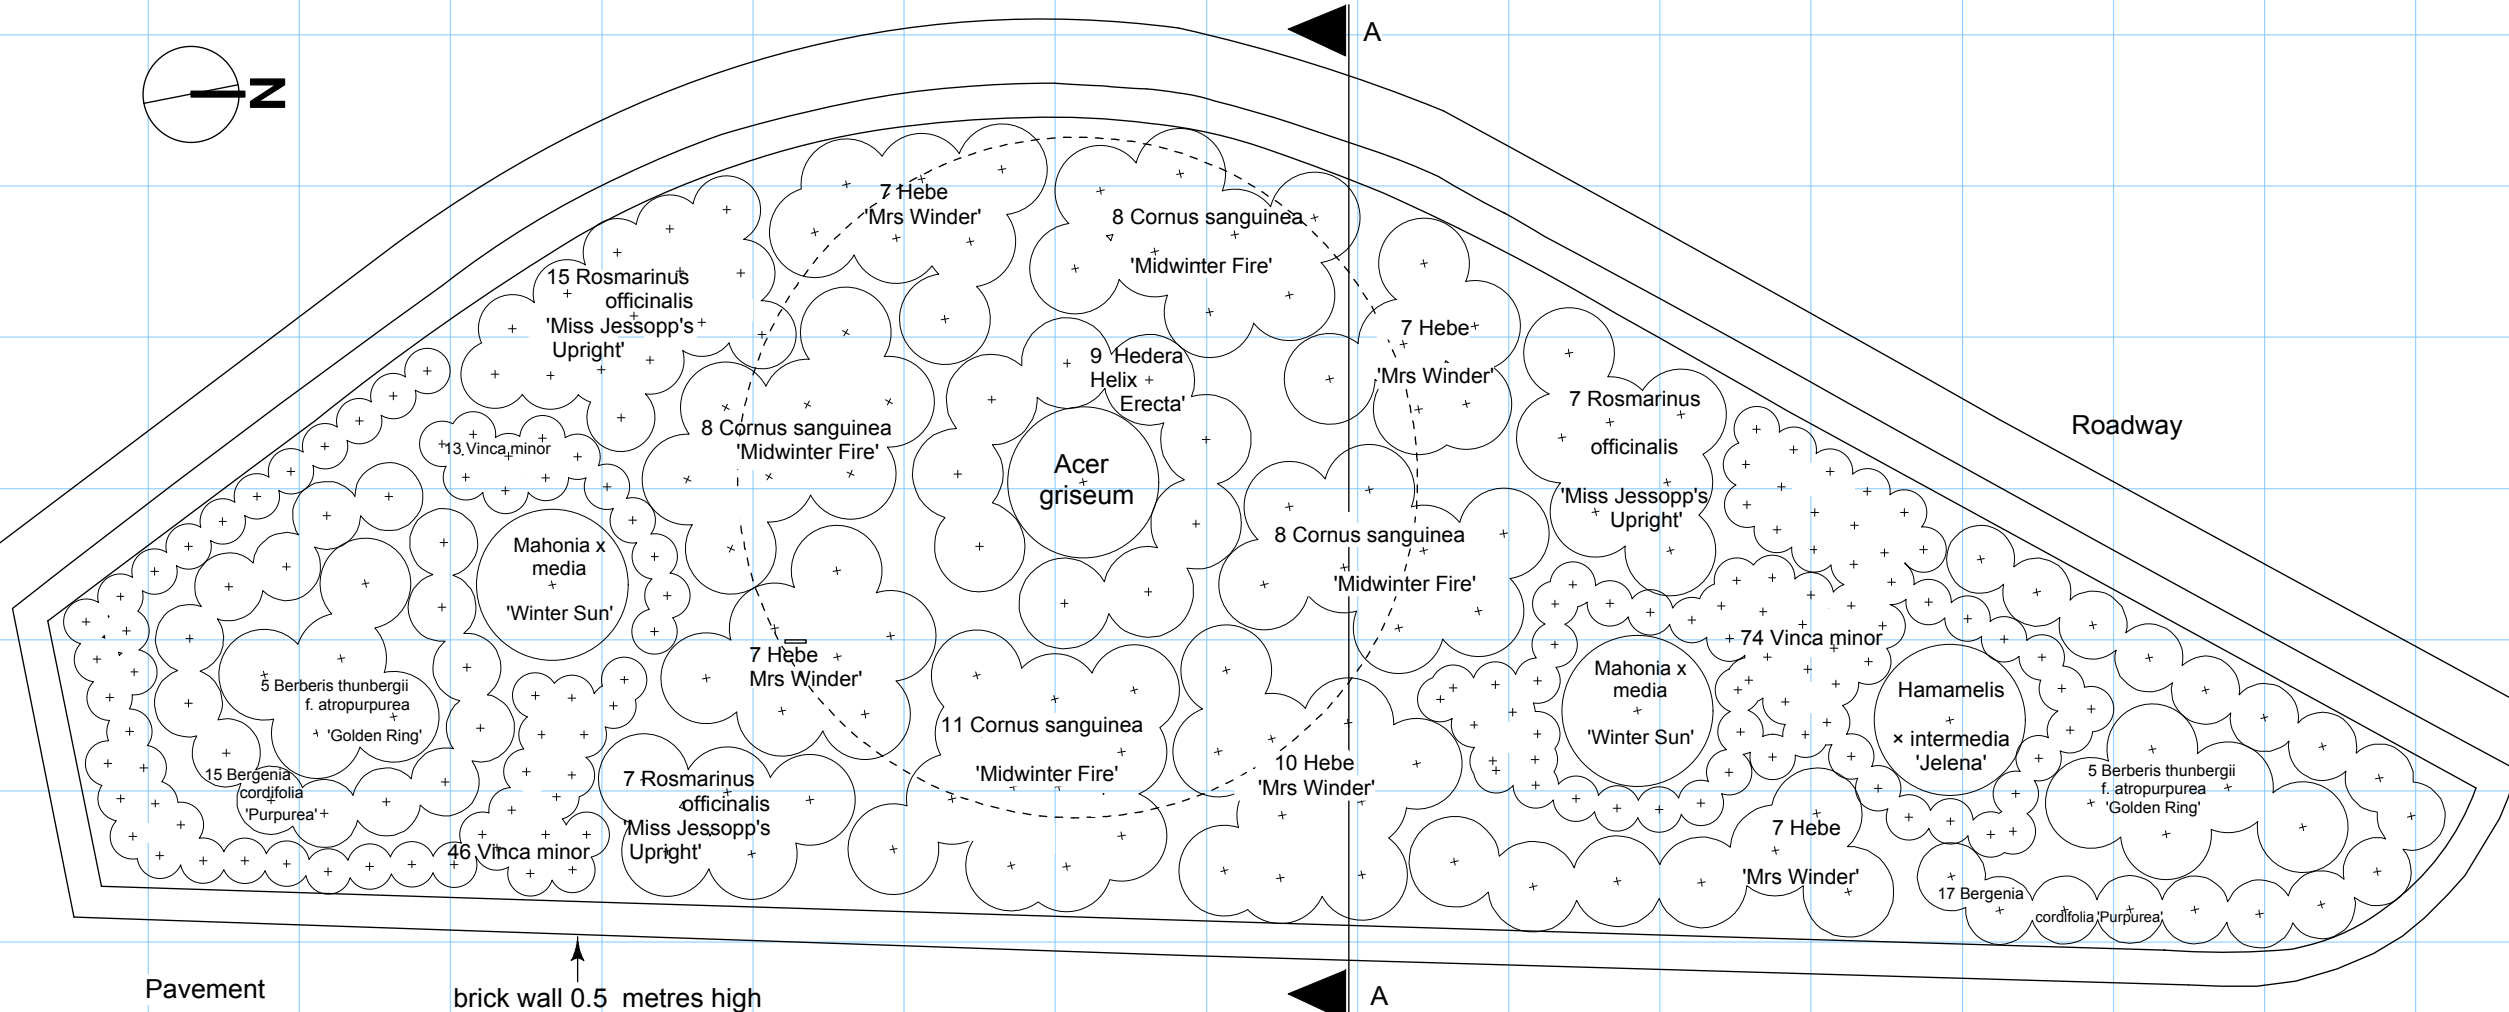 A
N
7 Hebe
'Mrs Winder'
8 Cornus sanguinea
'Midwinter Fire'
15 Rosmarinus
officinalis
'Miss Jessopp's
Upright'
7 Hebe
'Mrs Winder'
9 Hedera
Helix
Erecta'
7 Rosmarinus
officinalis
'Miss Jessopp's
Upright'
Roadway
13 Vinca minor
8 Cornus sanguinea
'Midwinter Fire'
Acer
griseum
8 Cornus sanguinea
'Midwinter Fire'
Mahonia x
media
'Winter Sun'
74 Vinca minor
7 Hebe
Mrs Winder'
Mahonia x
media
'Winter Sun'
Hamamelis
× intermedia
'Jelena'
5 Berberis thunbergii
f. atropurpurea
'Golden Ring'
11 Cornus sanguinea
'Midwinter Fire'
10 Hebe
'Mrs Winder'
15 Bergenia
cordifolia
'Purpurea'
7 Rosmarinus
officinalis
'Miss Jessopp's
Upright'
5 Berberis thunbergii
f. atropurpurea
'Golden Ring'
7 Hebe
'Mrs Winder'
46 Vinca minor
17 Bergenia
cordifolia 'Purpurea'
Pavement
brick wall 0.5 metres high
A